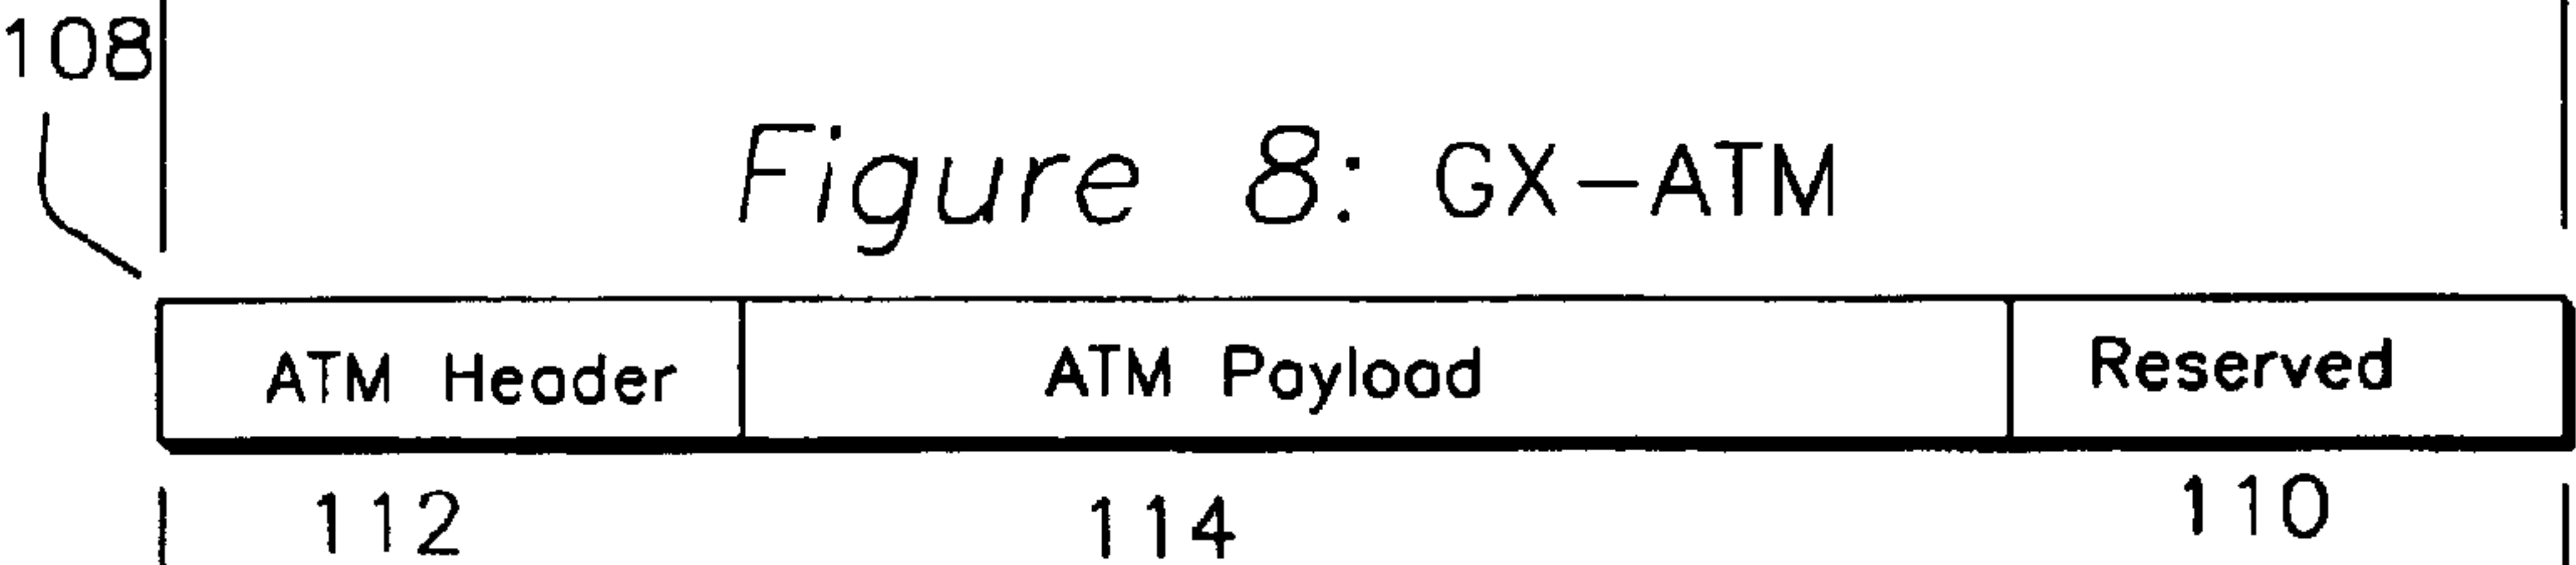 108
Figure 8: GX-ATM
ATM Header ATM Payload Reserved
112 114 110